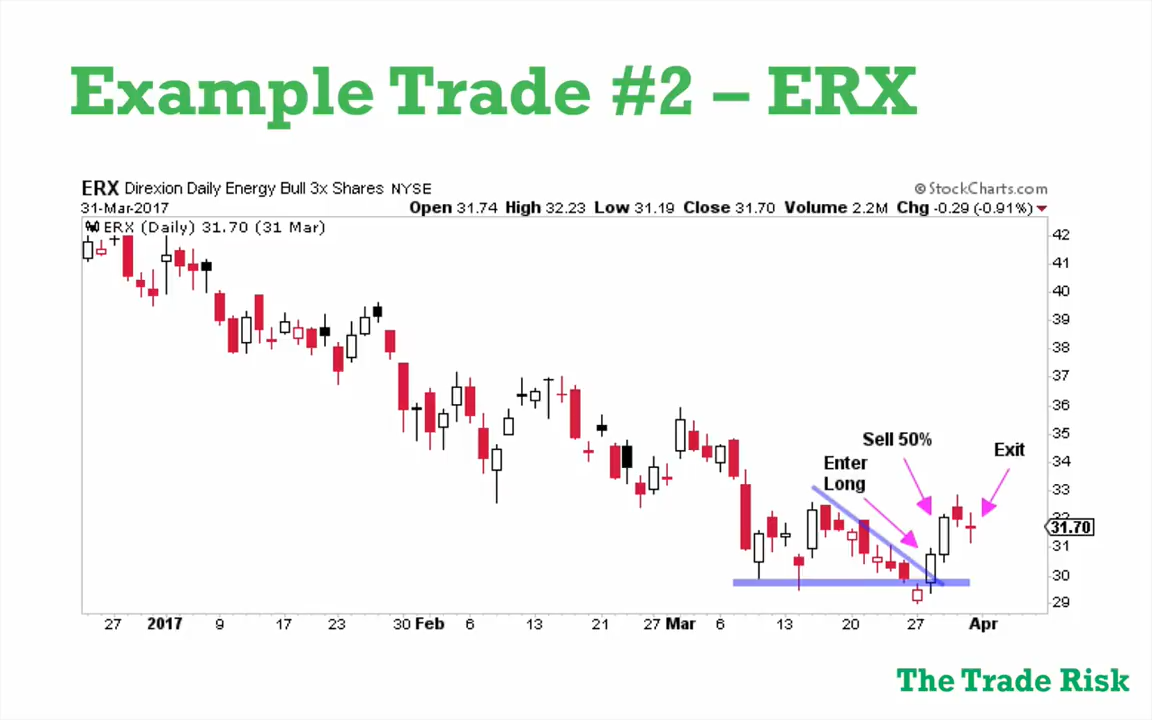 Example Trade #2 – ERX
ERX Direxion Daily Energy Bull 3x Shares NYSE
© StockCharts.com
31-Mar-2017
Open 31.74 High 32.23 Low 31.19 Close 31.70 Volume 2.2M Chg -0.29 (-0.91%)
ERX (Daily) 31.70 (31 Mar)
42
41
40
39
38
37
36
35
Sell 50%
Exit
Enter
Long
34
33
32
31.70
31
30
29
27 2017 9 17 23 30 Feb 6 13 21 27 Mar 6 13 20 27 Apr
The Trade Risk